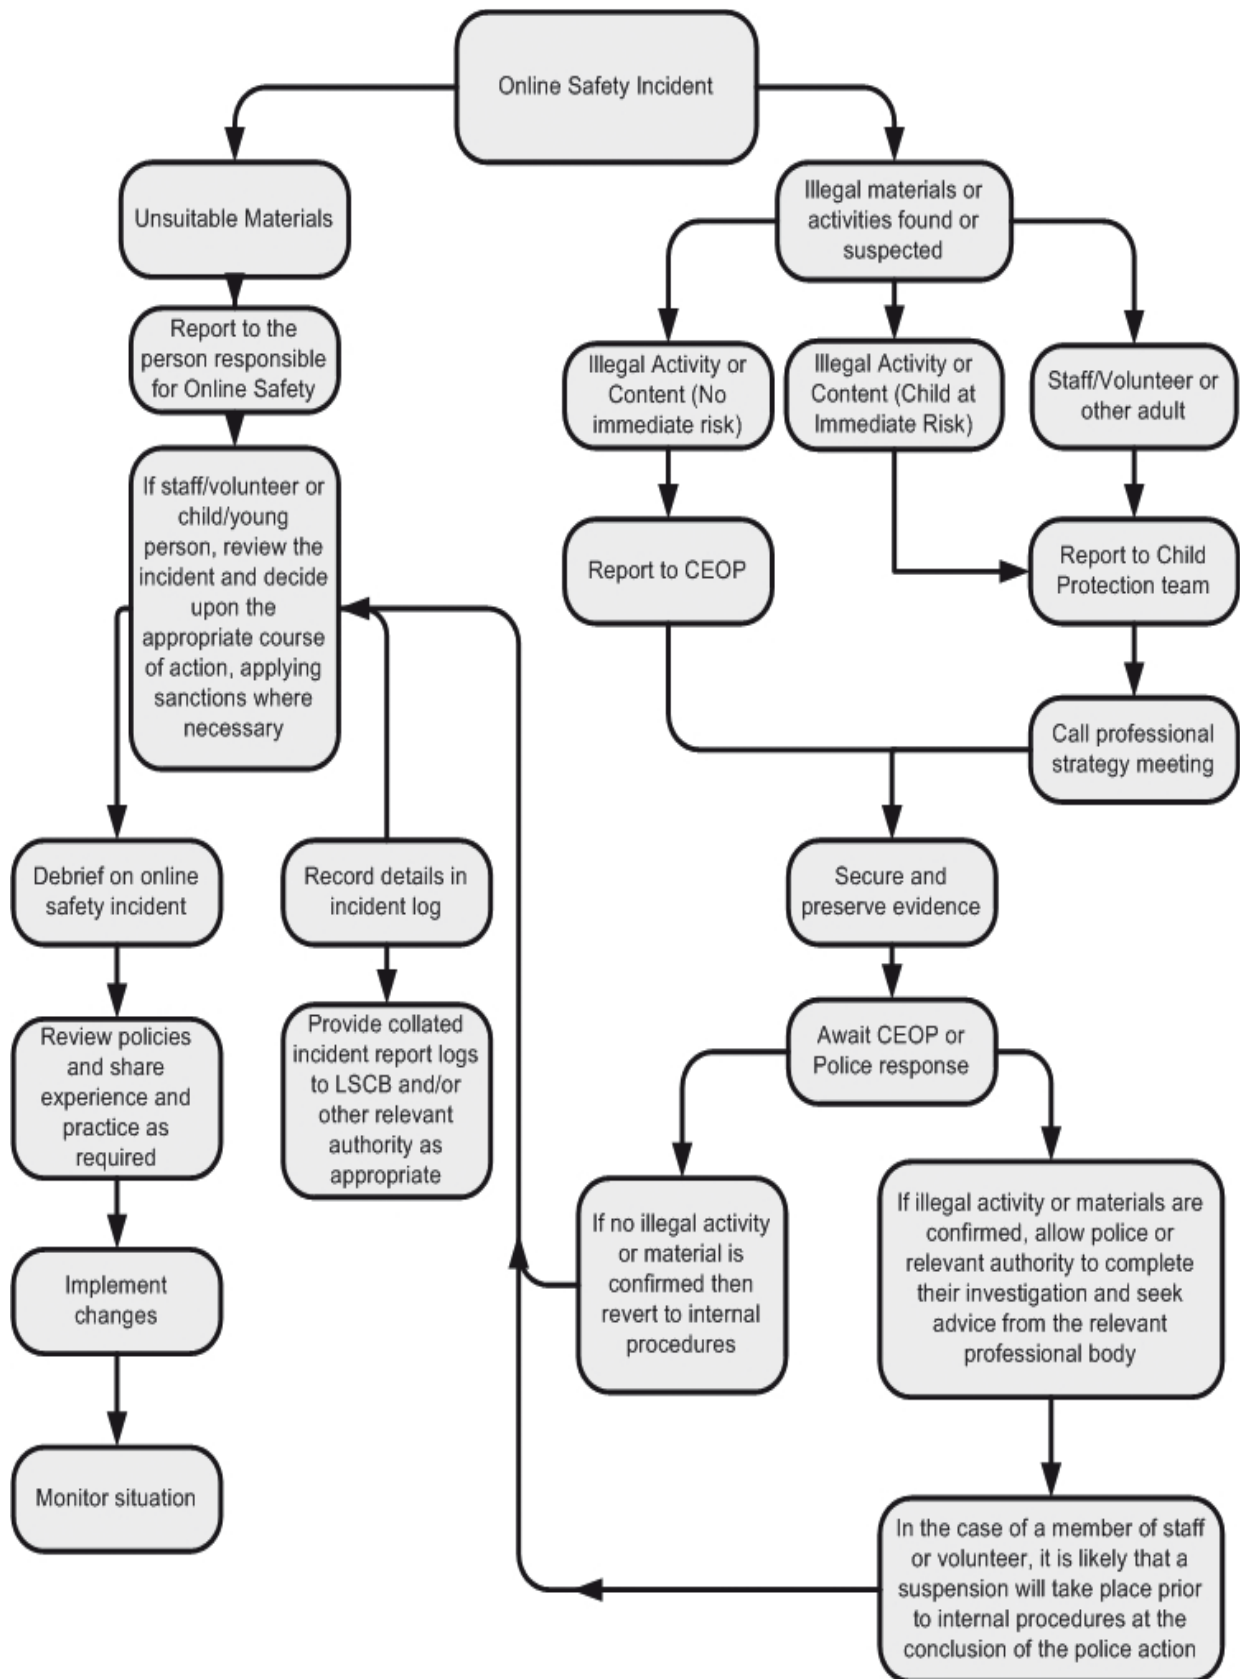 Online Safety Incident
Unsuitable Materials
Illegal materials or
activities found or
suspected
Report to the
person responsible
for Online Safety
Illegal Activity or
Content (No
immediate risk)
Illegal Activity or
Content (Child at
Immediate Risk)
Staff/Volunteer or
other adult
If staff/volunteer or
child/young
person, review the
incident and decide
upon the
appropriate course
of action, applying
sanctions where
necessary
Report to CEOP
Report to Child
Protection team
Call professional
strategy meeting
Debrief on online
safety incident
Record details in
incident log
Secure and
preserve evidence
Review policies
and share
experience and
practice as
required
Provide collated
incident report logs
to LSCB and/or
other relevant
authority as
appropriate
Await CEOP or
Police response
If no illegal activity
or material is
confirmed then
revert to internal
procedures
If illegal activity or materials are
confirmed, allow police or
relevant authority to complete
their investigation and seek
advice from the relevant
professional body
Implement
changes
Monitor situation
In the case of a member of staff
or volunteer, it is likely that a
suspension will take place prior
to internal procedures at the
conclusion of the police action